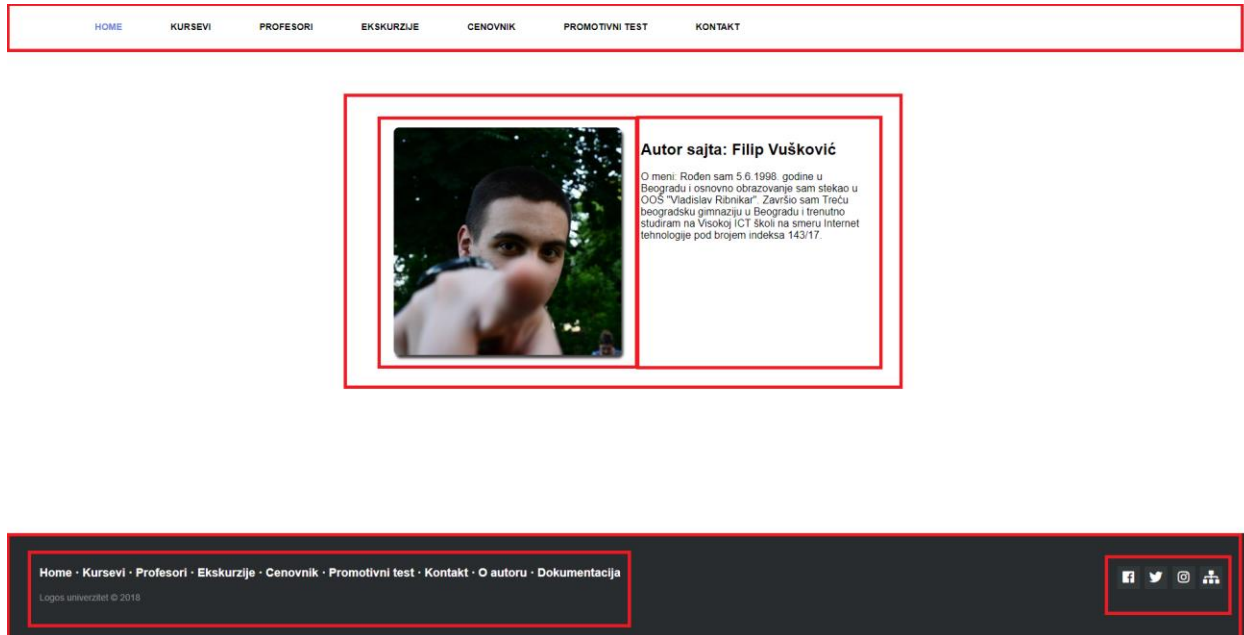 HOME KURSEVI PROFESORI EKSKURZIJE CENOVNIK PROMOTIVNI TEST KONTAKT
Autor sajta: Filip Vušković
O meni: Rođen sam 5.6.1998. godine u
Beogradu i osnovno obrazovanje sam stekao u
OOŠ "Vladislav Ribnikar". Završio sam Treću
beogradsku gimnaziju u Beogradu i trenutno
studiram na Visokoj ICT školi na smeru Internet
tehnologije pod brojem indeksa 143/17.
Home · Kursevi · Profesori · Ekskurzije · Cenovnik · Promotivni test · Kontakt · O autoru · Dokumentacija
Logos univerzitet © 2018